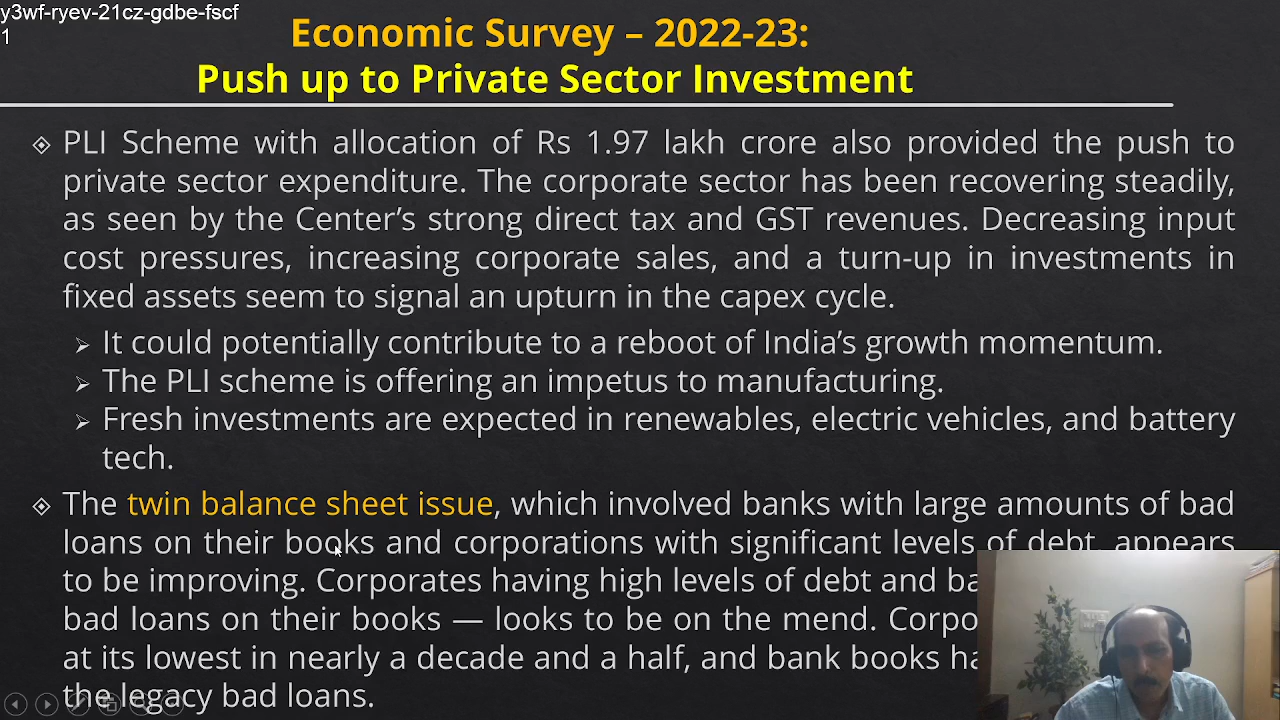 y3wf-ryev-21cz-gdbe-fscf
1
Economic Survey – 2022-23:
Push up to Private Sector Investment
PLI Scheme with allocation of Rs 1.97 lakh crore also provided the push to
private sector expenditure. The corporate sector has been recovering steadily,
as seen by the Center’s strong direct tax and GST revenues. Decreasing input
cost pressures, increasing corporate sales, and a turn-up in investments in
fixed assets seem to signal an upturn in the capex cycle.
It could potentially contribute to a reboot of India’s growth momentum.
The PLI scheme is offering an impetus to manufacturing.
Fresh investments are expected in renewables, electric vehicles, and battery
tech.
The twin balance sheet issue, which involved banks with large amounts of bad
loans on their books and corporations with significant levels of debt, appears
to be improving. Corporates having high levels of debt and
bad loans on their books — looks to be on the mend.
at its lowest in nearly a decade and a half, and bank books
the legacy bad loans.